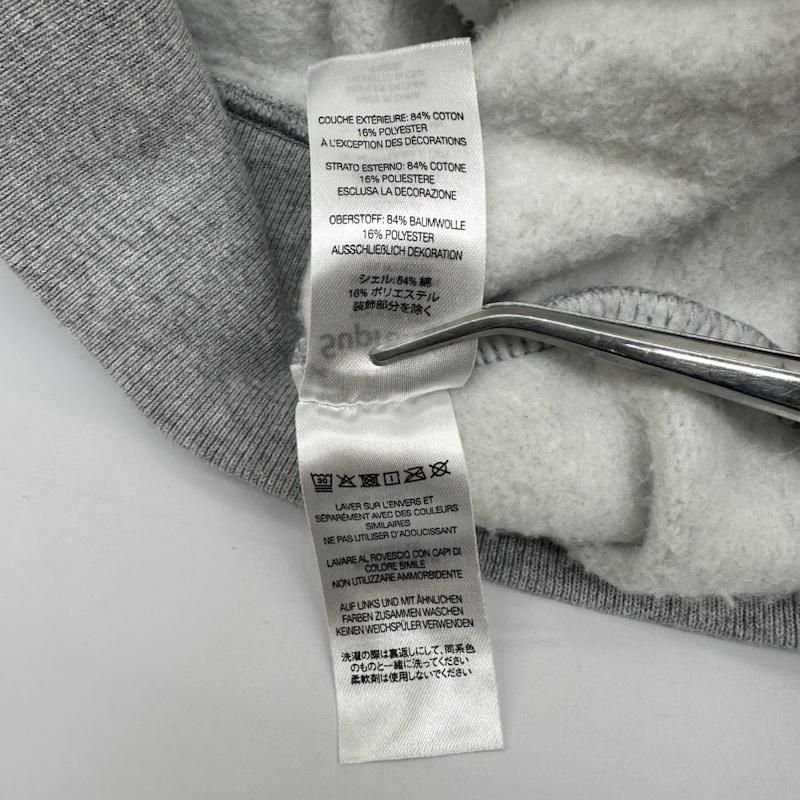 COUCHE EXTÉRIEURE: 84% COTON
16% POLYESTER
À L'EXCEPTION DES DÉCORATIONS
STRATO ESTERNO: 84% COTONE
16% POLIESTERE
ESCLUSA LA DECORAZIONE
OBERSTOFF: 84% BAUMWOLLE
16% POLYESTER
AUSSCHLIEßLICH DEKORATION
シェル: 84% 綿
16% ポリエステル
装飾部分を除く
30
LAVER SUR L'ENVERS ET
SÉPARÉMENT AVEC DES COULEURS
SIMILAIRES
NE PAS UTILISER D'ADOUCISSANT
LAVARE AL ROVESCIO CON CAPI DI
COLORE SIMILE
NON UTILIZZARE AMMORBIDENTE
AUF LINKS UND MIT ÄHNLICHEN
FARBEN ZUSAMMEN WASCHEN
KEINEN WEICHSPÜLER VERWENDEN
洗濯の際は裏返しにして、同系色
のものと一緒に洗ってください
柔軟剤は使用しないでください